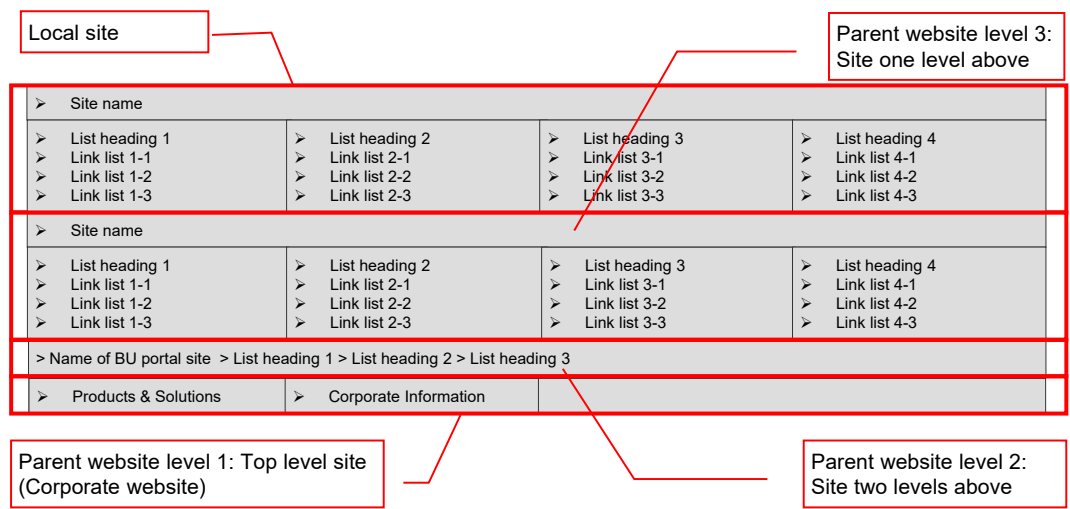 Local site
Parent website level 3:
Site one level above
➢ Site name
➢ List heading 1
➢ Link list 1-1
➢ Link list 1-2
➢ Link list 1-3
➢ List heading 2
➢ Link list 2-1
➢ Link list 2-2
➢ Link list 2-3
➢ List heading 3
➢ Link list 3-1
➢ Link list 3-2
➢ Link list 3-3
➢ List heading 4
➢ Link list 4-1
➢ Link list 4-2
➢ Link list 4-3
➢ Site name
➢ List heading 1
➢ Link list 1-1
➢ Link list 1-2
➢ Link list 1-3
➢ List heading 2
➢ Link list 2-1
➢ Link list 2-2
➢ Link list 2-3
➢ List heading 3
➢ Link list 3-1
➢ Link list 3-2
➢ Link list 3-3
➢ List heading 4
➢ Link list 4-1
➢ Link list 4-2
➢ Link list 4-3
> Name of BU portal site > List heading 1 > List heading 2 > List heading 3
➢ Products & Solutions
➢ Corporate Information
Parent website level 1: Top level site
(Corporate website)
Parent website level 2:
Site two levels above